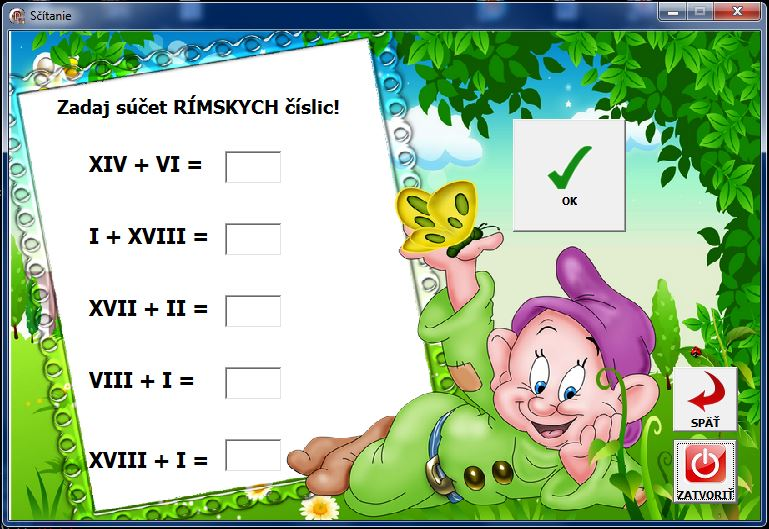 Sčítanie
Zadaj súčet RÍMSKYCH číslic!
XIV + VI =
I + XVIII =
XVII + II =
VIII + I =
XVIII + I =
OK
SPÄŤ
ZATVORIŤ